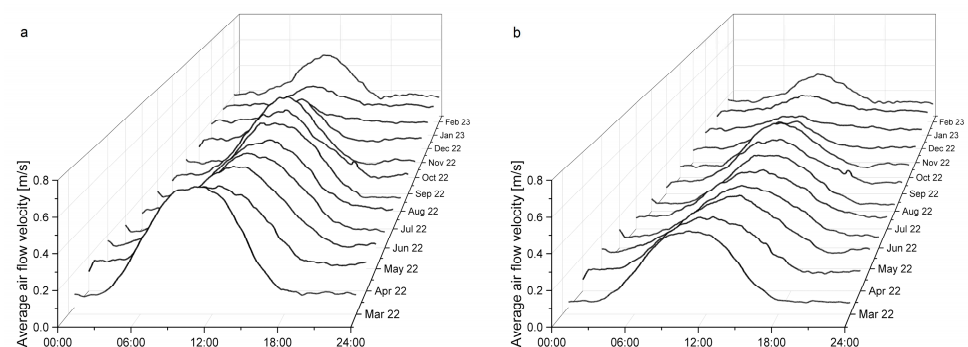 a
Average air flow velocity [m/s]
0.8
0.6
0.4
0.2
0.0
00:00 06:00 12:00 18:00 24:00
Feb 23
Jan 23
Dec 22
Nov 22
Oct 22
Sep 22
Aug 22
Jul 22
Jun 22
May 22
Apr 22
Mar 22
b
Average air flow velocity [m/s]
0.8
0.6
0.4
0.2
0.0
00:00 06:00 12:00 18:00 24:00
Feb 23
Jan 23
Dec 22
Nov 22
Oct 22
Sep 22
Aug 22
Jul 22
Jun 22
May 22
Apr 22
Mar 22